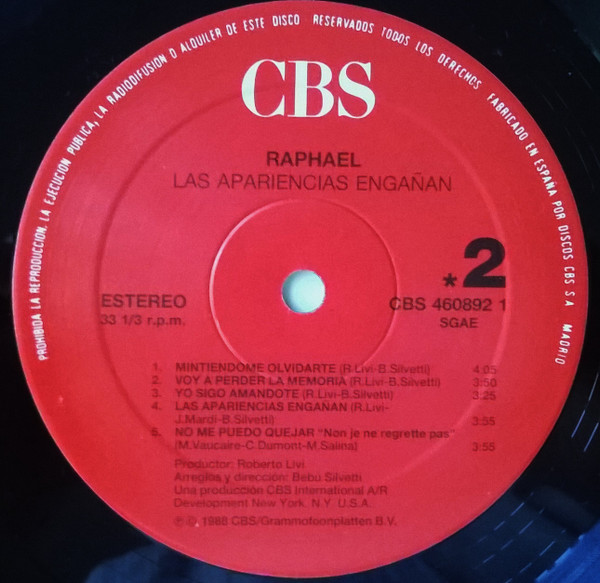 PROHIBIDA LA REPRODUCCION, LA EJECUCION PUBLICA, LA RADIODIFUSION O ALQUILER DE ESTE DISCO RESERVADOS TODOS LOS DERECHOS FABRICADO EN ESPAÑA POR DISCOS CBS S.A. MADRID
CBS
RAPHAEL
LAS APARIENCIAS ENGAÑAN
*2
ESTEREO
CBS 460892 1
33 1/3 r.p.m.
SGAE
1. MINTIENDOME OLVIDARTE (R.Livi-B.Silvetti) 4:05
2. VOY A PERDER LA MEMORIA (R.Livi-B.Silvetti) 3:50
3. YO SIGO AMANDOTE (R.Livi-B.Silvetti) 3:25
4. LAS APARIENCIAS ENGAÑAN (R.Livi-
J.Mardi-B.Silvetti) 3:55
5. NO ME PUEDO QUEJAR "Non je ne regrette pas"
(M.Vaucaire-C.Dumont-M.Salina) 3:55
Productor: Roberto Livi
Arreglos y dirección: Bebú Silvetti
Una producción CBS International A/R
Development New York. N.Y. U.S.A.
℗ © 1988 CBS/Grammofoonplatten B.V.